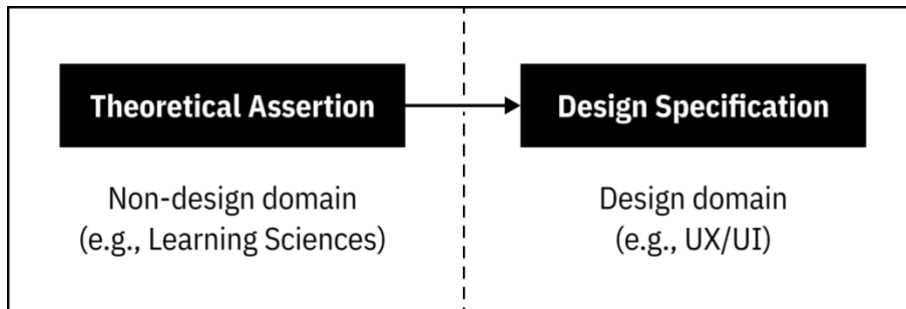 Theoretical Assertion
Design Specification
Non-design domain
(e.g., Learning Sciences)
Design domain
(e.g., UX/UI)